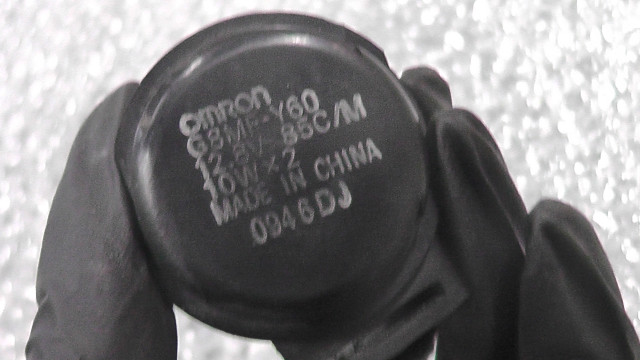 OMRON
G8MF-Y60
12.8V 85C/M
10W×2
MADE IN CHINA
0946DJ